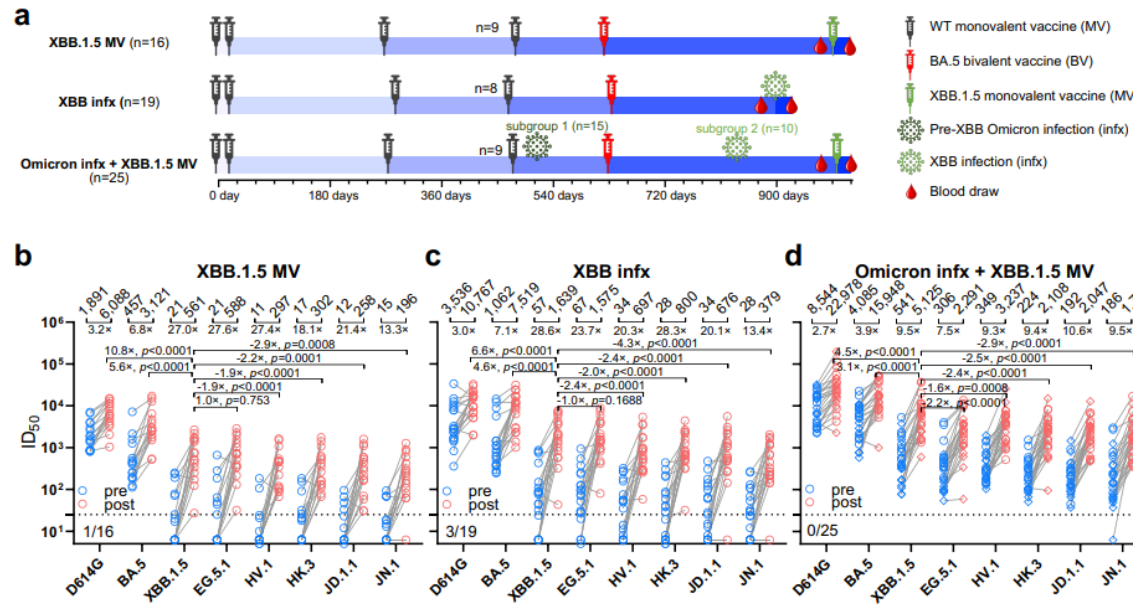 a
XBB.1.5 MV (n=16)
n=9
XBB infx (n=19)
n=8
subgroup 1 (n=15)
subgroup 2 (n=10)
Omicron infx + XBB.1.5 MV
(n=25)
n=9
0 day
180 days
360 days
540 days
720 days
900 days
WT monovalent vaccine (MV)
BA.5 bivalent vaccine (BV)
XBB.1.5 monovalent vaccine (MV
Pre-XBB Omicron infection (infx)
XBB infection (infx)
Blood draw
b
XBB.1.5 MV
1,891 6,088 457 3,121 21 561 21 588 11 297 17 302 12 258 15 196
3.2× 6.8× 27.0× 27.6× 27.4× 18.1× 21.4× 13.3×
-2.9×, p=0.0008
10.8×, p<0.0001
-2.2×, p=0.0001
5.6×, p<0.0001
-1.9×, p<0.0001
-1.9×, p<0.0001
1.0×, p=0.753
ID50
10^6
10^5
10^4
10^3
10^2
10^1
pre
post
1/16
D614G BA.5 XBB.1.5 EG.5.1 HV.1 HK.3 JD.1.1 JN.1
c
XBB infx
3,536 10,767 1,062 7,519 57 1,639 67 1,575 34 697 28 800 34 676 28 379
3.0× 7.1× 28.6× 23.7× 20.3× 28.3× 20.1× 13.4×
-4.3×, p<0.0001
6.6×, p<0.0001
-2.4×, p<0.0001
4.6×, p<0.0001
-2.0×, p<0.0001
-2.4×, p<0.0001
-1.0×, p=0.1688
pre
post
3/19
D614G BA.5 XBB.1.5 EG.5.1 HV.1 HK.3 JD.1.1 JN.1
d
Omicron infx + XBB.1.5 MV
8,544 22,978 4,085 15,948 541 5,125 306 2,291 349 3,237 224 2,108 192 2,047 186
2.7× 3.9× 9.5× 7.5× 9.3× 9.4× 10.6× 9.5×
-2.9×, p<0.0001
4.5×, p<0.0001
-2.5×, p<0.0001
3.1×, p<0.0001
-2.4×, p<0.0001
-1.6×, p=0.0008
-2.2×, p<0.0001
pre
post
0/25
D614G BA.5 XBB.1.5 EG.5.1 HV.1 HK.3 JD.1.1 JN.1